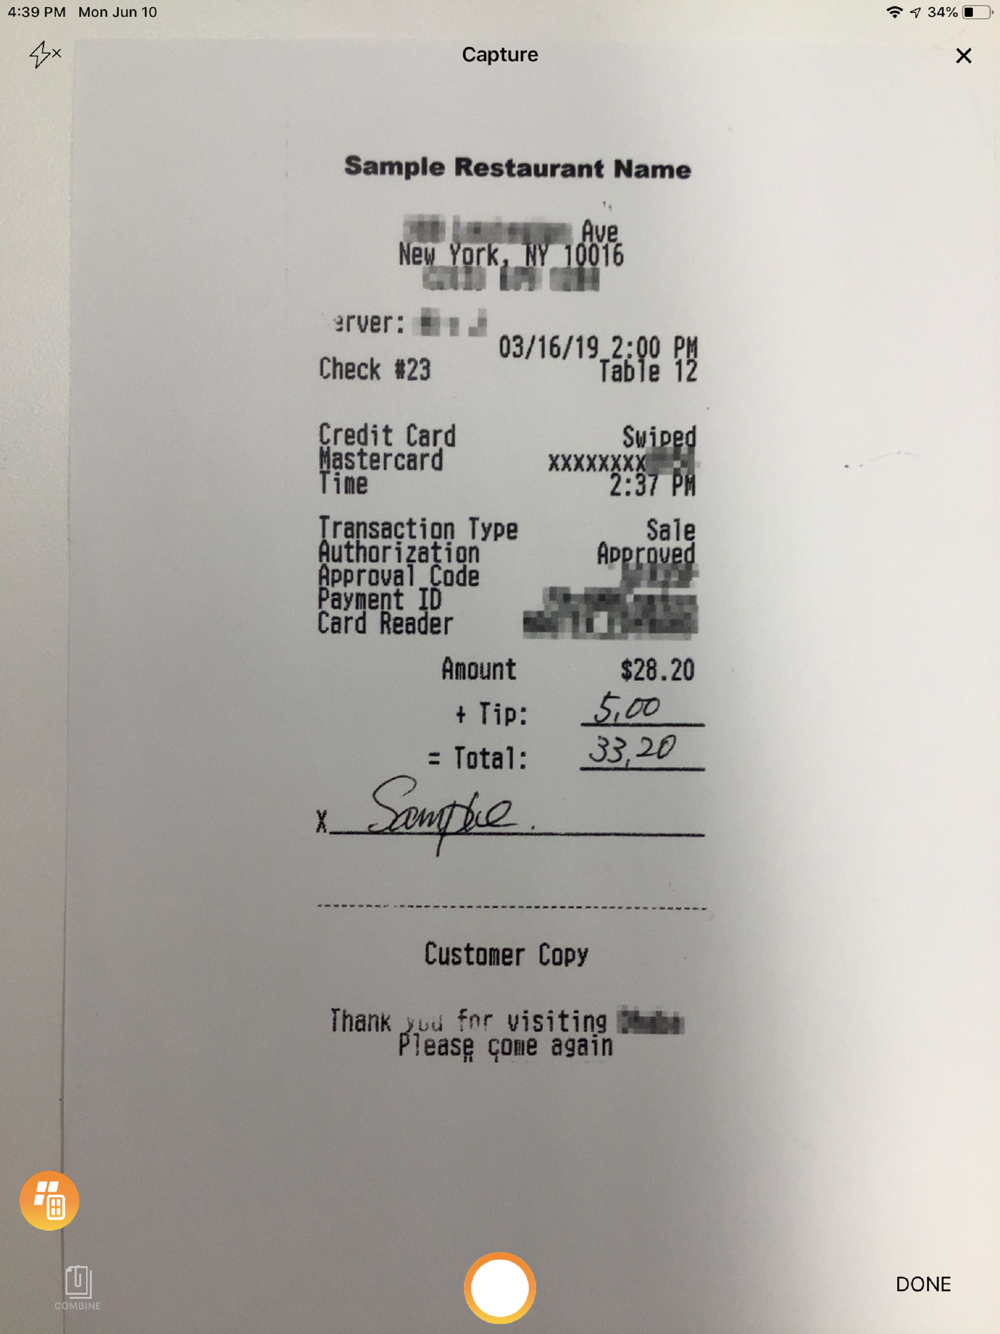 4:39 PM Mon Jun 10
34%
Capture
Sample Restaurant Name
Ave
New York, NY 10016
erver:
03/16/19 2:00 PM
Check #23 Table 12
Credit Card Swiped
Mastercard XXXXXXXX
Time 2:37 PM
Transaction Type Sale
Authorization Approved
Approval Code
Payment ID
Card Reader
Amount $28.20
+ Tip: 5,00
= Total: 33,20
X Sample.
Customer Copy
Thank you for visiting
Please come again
COMBINE
DONE